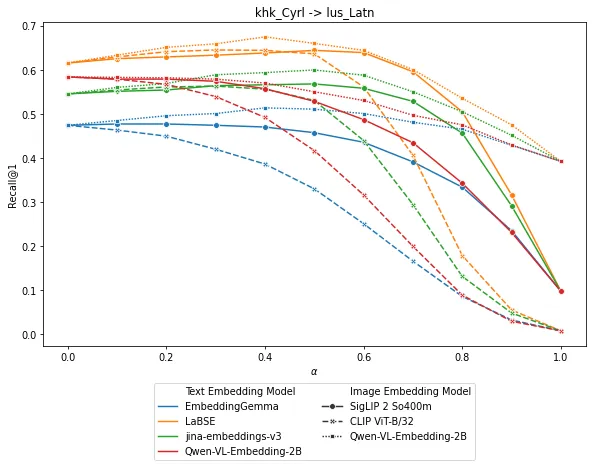 khk_Cyrl -> lus_Latn
Recall@1
0.7
0.6
0.5
0.4
0.3
0.2
0.1
0.0
0.0 0.2 0.4 0.6 0.8 1.0
α
Text Embedding Model Image Embedding Model
EmbeddingGemma SigLIP 2 So400m
LaBSE CLIP ViT-B/32
jina-embeddings-v3 Qwen-VL-Embedding-2B
Qwen-VL-Embedding-2B